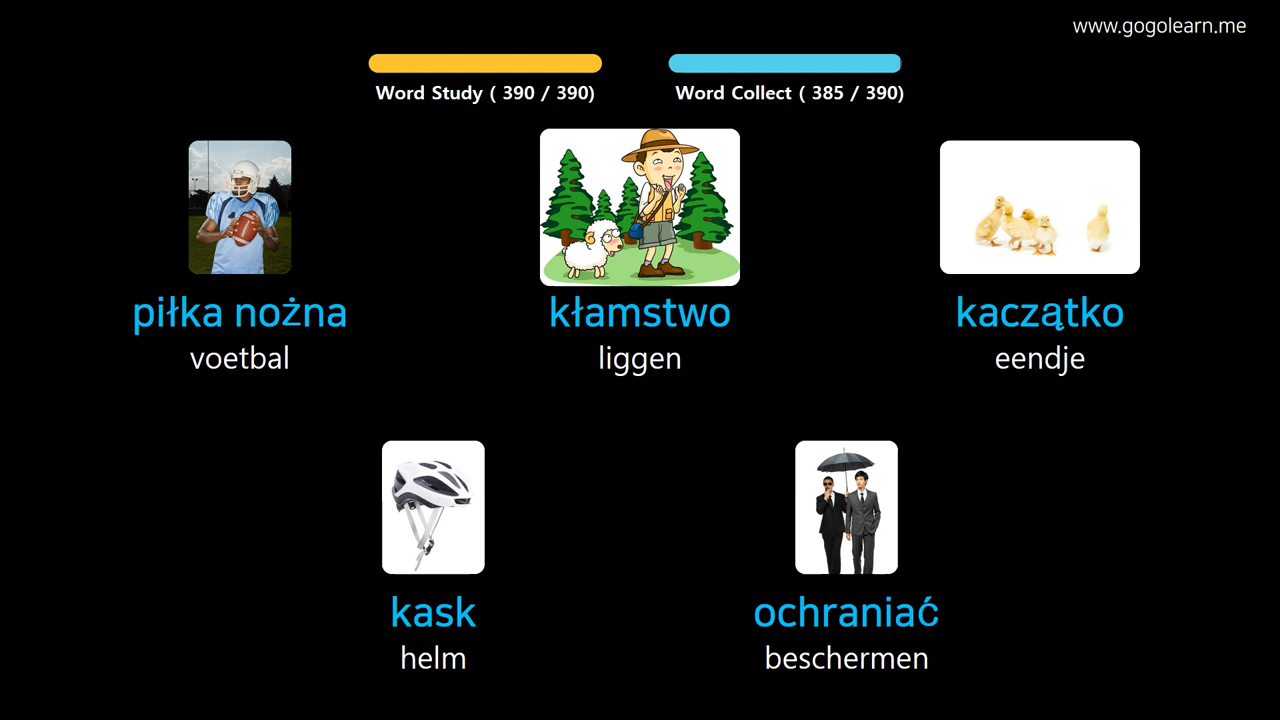 www.gogolearn.me
Word Study ( 390 / 390)
Word Collect ( 385 / 390)
piłka nożna
kłamstwo
kaczątko
voetbal
liggen
eendje
kask
ochraniać
helm
beschermen